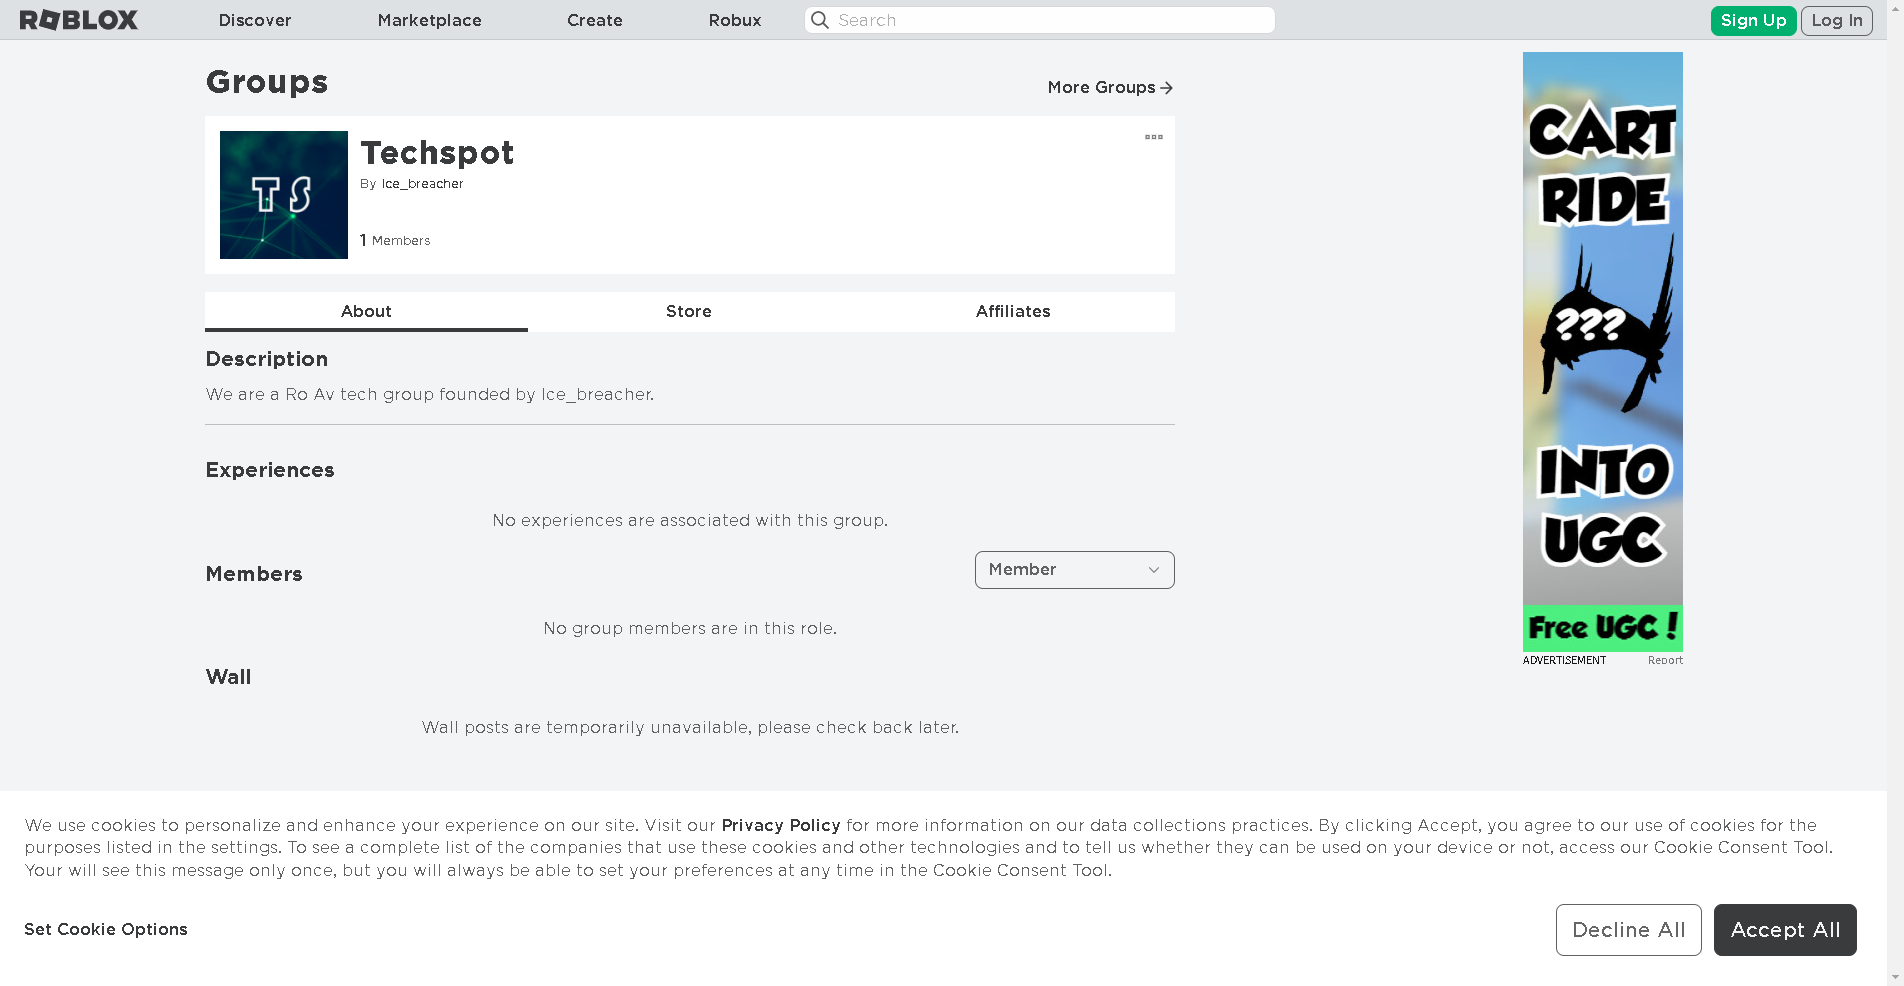 ROBLOX
Discover
Marketplace
Create
Robux
Search
Sign Up
Log In
Groups
More Groups
TS
Techspot
By Ice_breacher
1 Members
About
Store
Affiliates
Description
We are a Ro Av tech group founded by Ice_breacher.
Experiences
No experiences are associated with this group.
Members
Member
No group members are in this role.
Wall
Wall posts are temporarily unavailable, please check back later.
CART
RIDE
???
INTO
UGC
Free UGC !
ADVERTISEMENT
Report
We use cookies to personalize and enhance your experience on our site. Visit our Privacy Policy for more information on our data collections practices. By clicking Accept, you agree to our use of cookies for the
purposes listed in the settings. To see a complete list of the companies that use these cookies and other technologies and to tell us whether they can be used on your device or not, access our Cookie Consent Tool.
Your will see this message only once, but you will always be able to set your preferences at any time in the Cookie Consent Tool.
Set Cookie Options
Decline All
Accept All